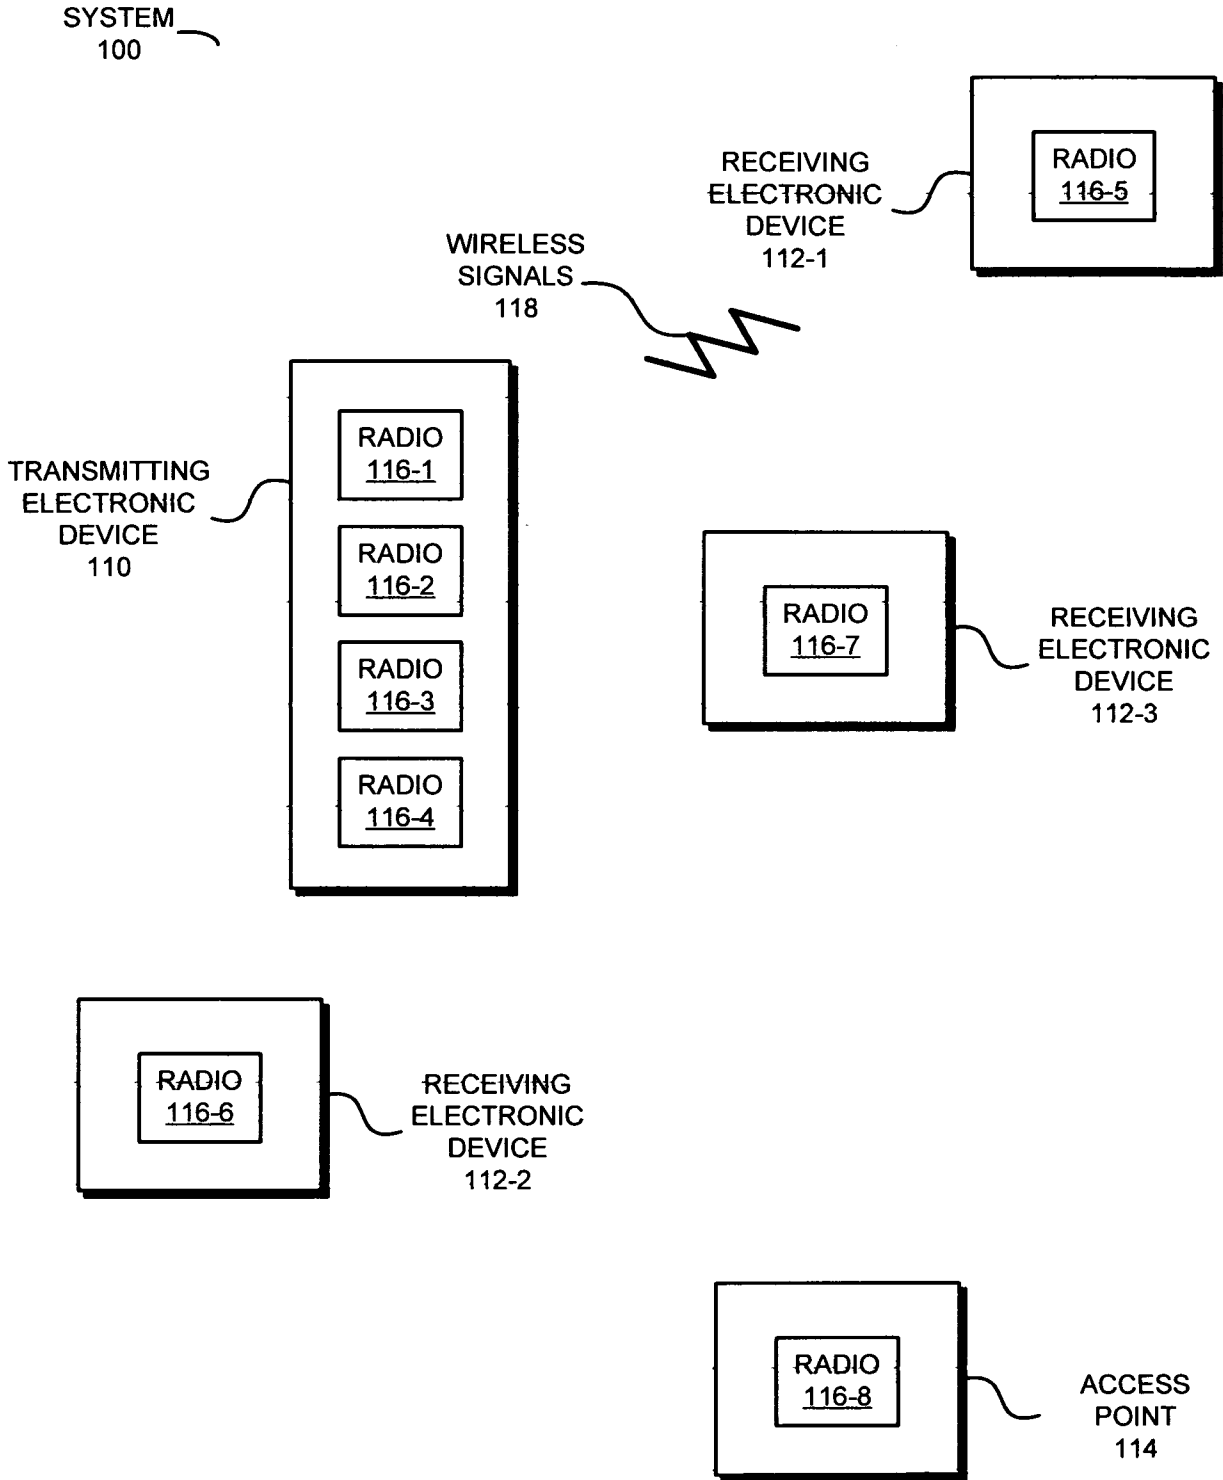 SYSTEM
100
RECEIVING
ELECTRONIC
DEVICE
112-1
RADIO
116-5
WIRELESS
SIGNALS
118
TRANSMITTING
ELECTRONIC
DEVICE
110
RADIO
116-1
RADIO
116-2
RADIO
116-3
RADIO
116-4
RADIO
116-7
RECEIVING
ELECTRONIC
DEVICE
112-3
RADIO
116-6
RECEIVING
ELECTRONIC
DEVICE
112-2
RADIO
116-8
ACCESS
POINT
114